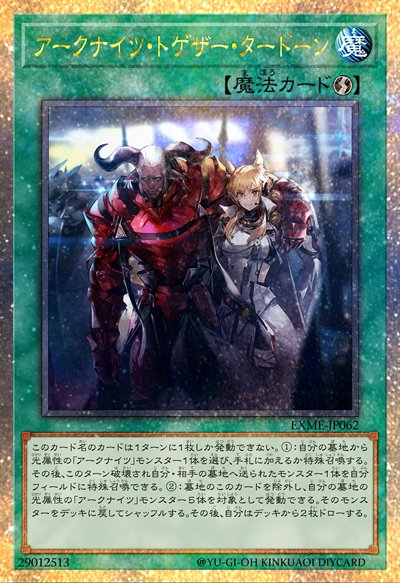 アークナイツ・トゲザー・タードーン
魔
【魔法カード】
EXME-JP062
このカード名のカードは1ターンに1枚しか発動できない。①:自分の墓地から
光属性の「アークナイツ」モンスター1体を選び、手札に加えるか特殊召喚する。
その後、このターン破壊され自分・相手の墓地へ送られたモンスター1体を自分
フィールドに特殊召喚できる。②:墓地のこのカードを除外し、自分の墓地の
光属性の「アークナイツ」モンスター5体を対象として発動できる。そのモンスター
をデッキに戻してシャッフルする。その後、自分はデッキから2枚ドローする。
29012513
@YU-GI-OH KINKUAOI DIYCARD